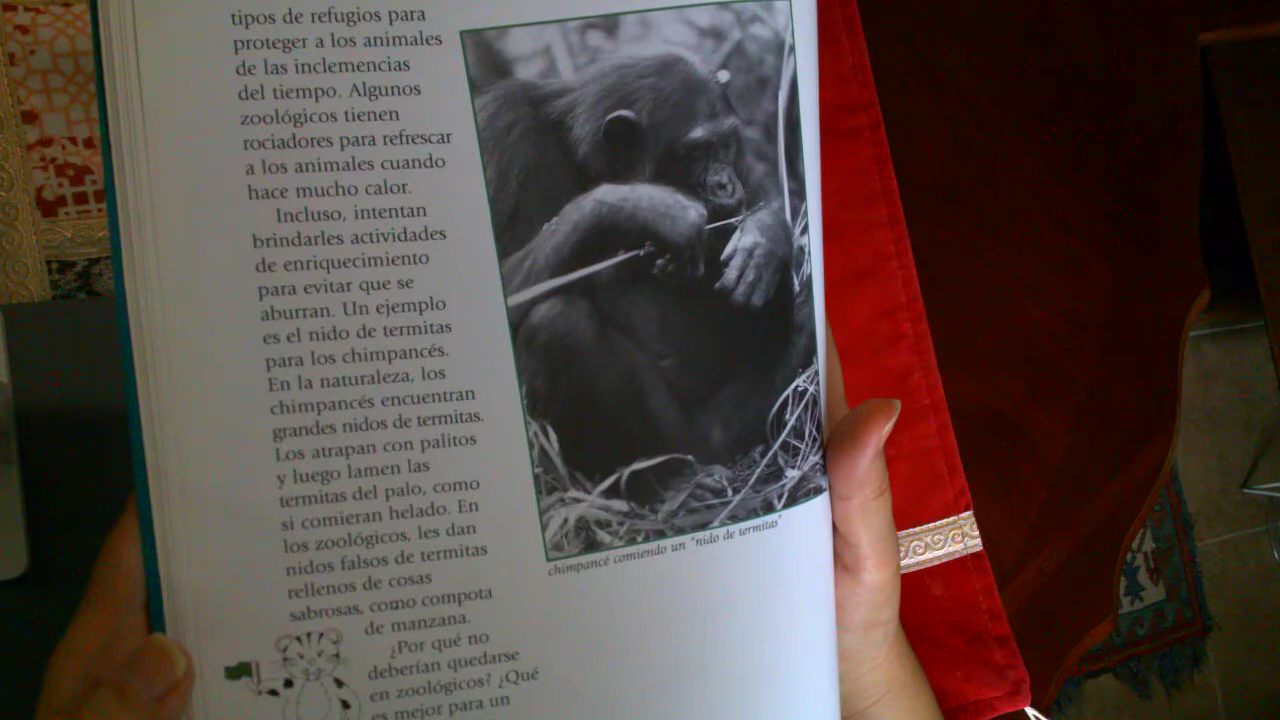 tipos de refugios para
proteger a los animales
de las inclemencias
del tiempo. Algunos
zoológicos tienen
rociadores para refrescar
a los animales cuando
hace mucho calor.
Incluso, intentan
brindarles actividades
de enriquecimiento
para evitar que se
aburran. Un ejemplo
es el nido de termitas
para los chimpancés.
En la naturaleza, los
chimpancés encuentran
grandes nidos de termitas.
Los atrapan con palitos
y luego lamen las
termitas del palo, como
si comieran helado. En
los zoológicos, les dan
nidos falsos de termitas
rellenos de cosas
sabrosas, como compota
de manzana.
¿Por qué no
deberían quedarse
en zoológicos? ¿Qué
es mejor para un
chimpancé comiendo un "nido de termitas"